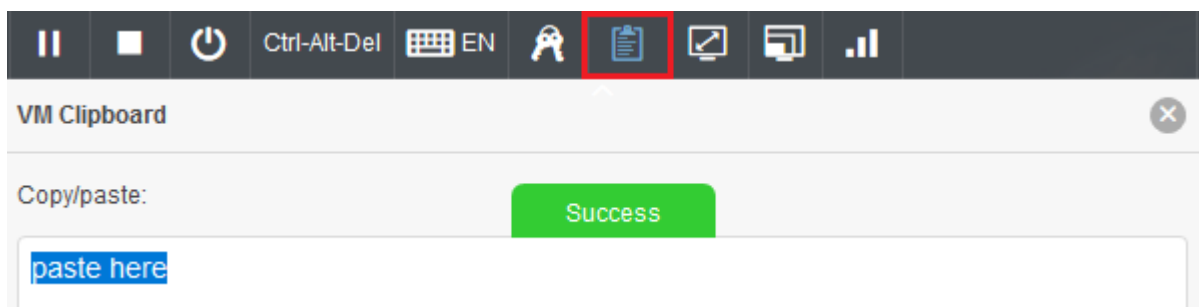 Ctrl-Alt-Del EN
VM Clipboard
Copy/paste:
Success
paste here